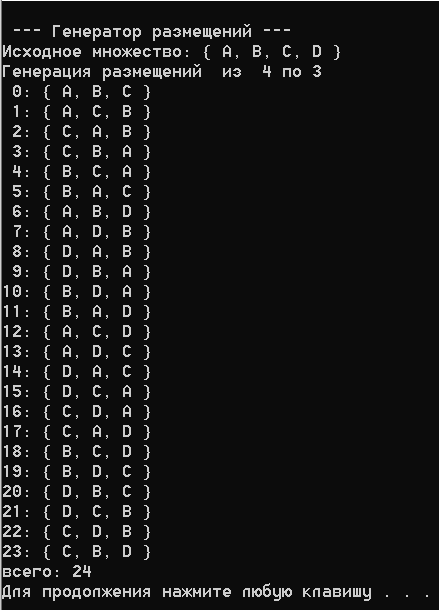 --- Генератор размещений ---
Исходное множество: { A, B, C, D }
Генерация размещений  из  4 по 3
 0: { A, B, C }
 1: { A, C, B }
 2: { C, A, B }
 3: { C, B, A }
 4: { B, C, A }
 5: { B, A, C }
 6: { A, B, D }
 7: { A, D, B }
 8: { D, A, B }
 9: { D, B, A }
10: { B, D, A }
11: { B, A, D }
12: { A, C, D }
13: { A, D, C }
14: { D, A, C }
15: { D, C, A }
16: { C, D, A }
17: { C, A, D }
18: { B, C, D }
19: { B, D, C }
20: { D, B, C }
21: { D, C, B }
22: { C, D, B }
23: { C, B, D }
всего: 24
Для продолжения нажмите любую клавишу . . .